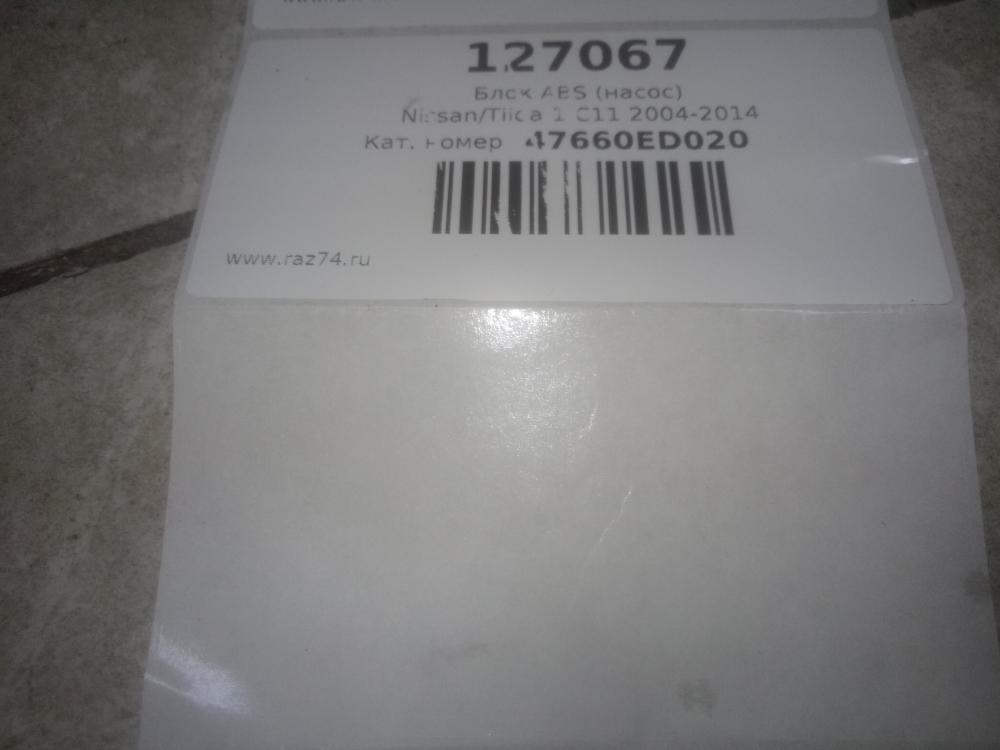 127067
Блок ABS (насос)
Nissan/Tiida 1 C11 2004-2014
Кат. номер 47660ED020
www.raz74.ru